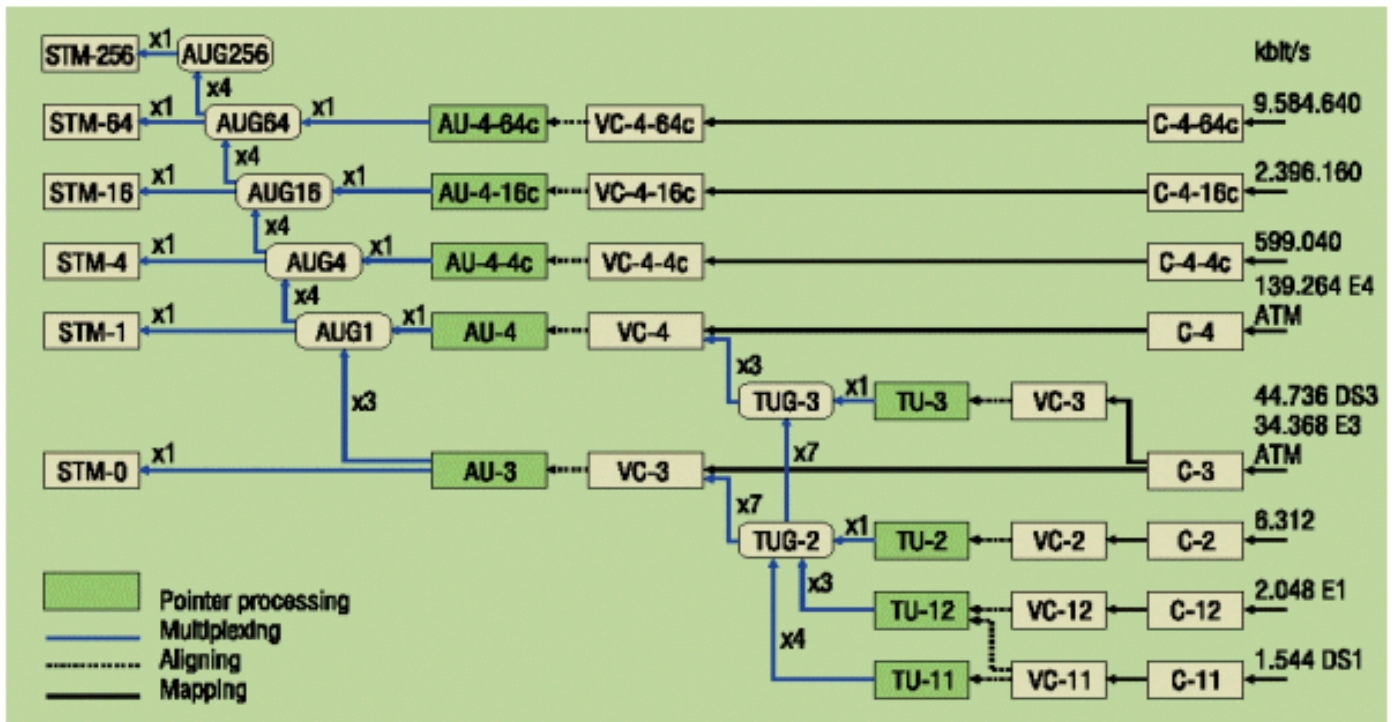 kbit/s
STM-256 x1 AUG256
x4
STM-64 x1 AUG64 x1 AU-4-64c VC-4-64c C-4-64c 9.584.640
x4
STM-16 x1 AUG16 x1 AU-4-16c VC-4-16c C-4-16c 2.396.160
x4
STM-4 x1 AUG4 x1 AU-4-4c VC-4-4c C-4-4c 599.040
x4
139.264 E4
STM-1 x1 AUG1 x1 AU-4 VC-4 C-4 ATM
x3
x3 TUG-3 x1 TU-3 VC-3 44.736 DS3
34.368 E3
x7
STM-0 x1 AU-3 VC-3 C-3 ATM
x7
TUG-2 x1 TU-2 VC-2 C-2 6.312
x3
TU-12 VC-12 C-12 2.048 E1
x4
TU-11 VC-11 C-11 1.544 DS1
Pointer processing
Multiplexing
Aligning
Mapping